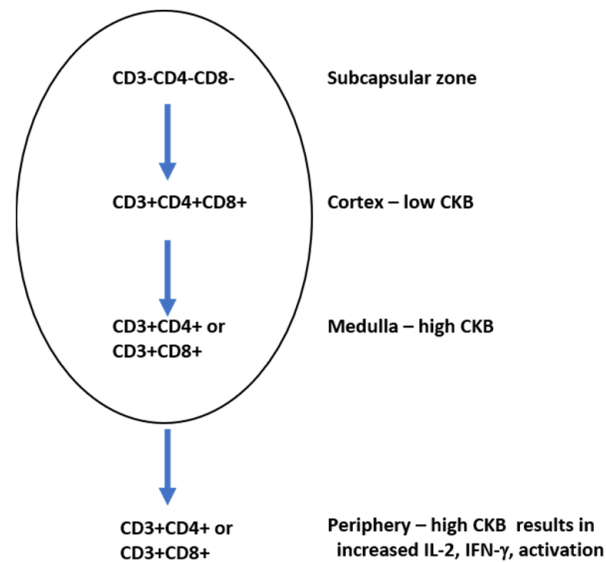 CD3-CD4-CD8-
Subcapsular zone
CD3+CD4+CD8+
Cortex – low CKB
CD3+CD4+ or
CD3+CD8+
Medulla – high CKB
CD3+CD4+ or
CD3+CD8+
Periphery – high CKB results in
increased IL-2, IFN-γ, activation